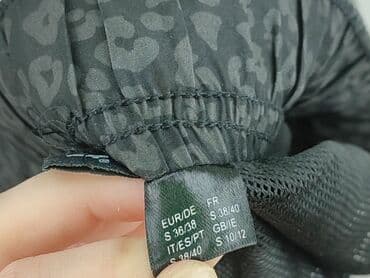 EUR/DE FR
S 36/38 S 38/40
IT/ES/PT GB/IE
S 38/40 S 10/12